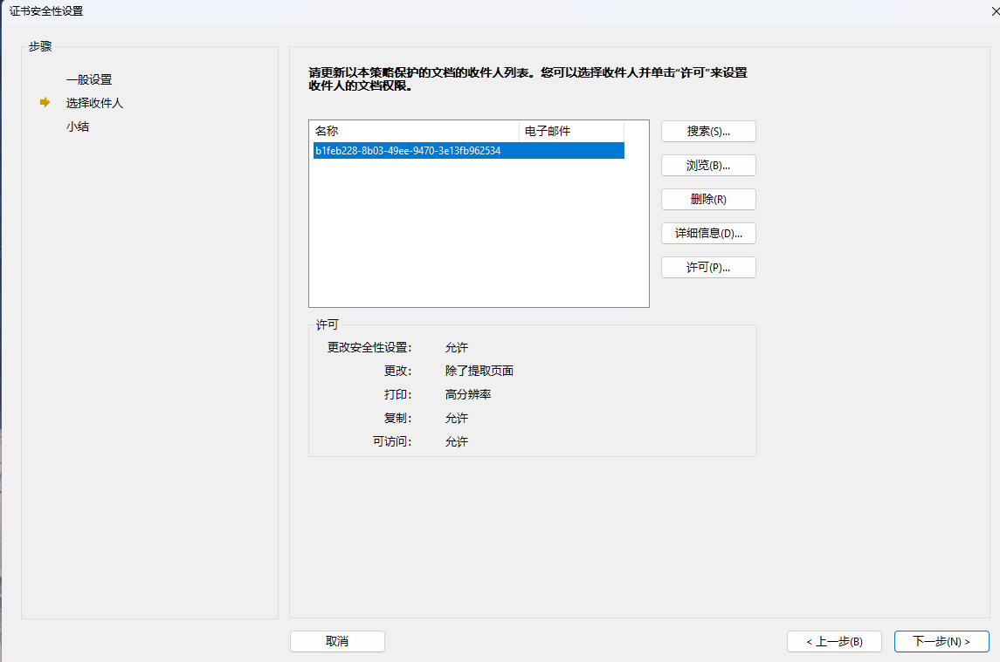 证书安全性设置
步骤
一般设置
选择收件人
小结
请更新以本策略保护的文档的收件人列表。您可以选择收件人并单击“许可”来设置
收件人的文档权限。
名称 电子邮件
b1feb228-8b03-49ee-9470-3e13fb962534
搜索(S)...
浏览(B)...
删除(R)
详细信息(D)...
许可(P)...
许可
更改安全性设置: 允许
更改: 除了提取页面
打印: 高分辨率
复制: 允许
可访问: 允许
取消
< 上一步(B)
下一步(N) >